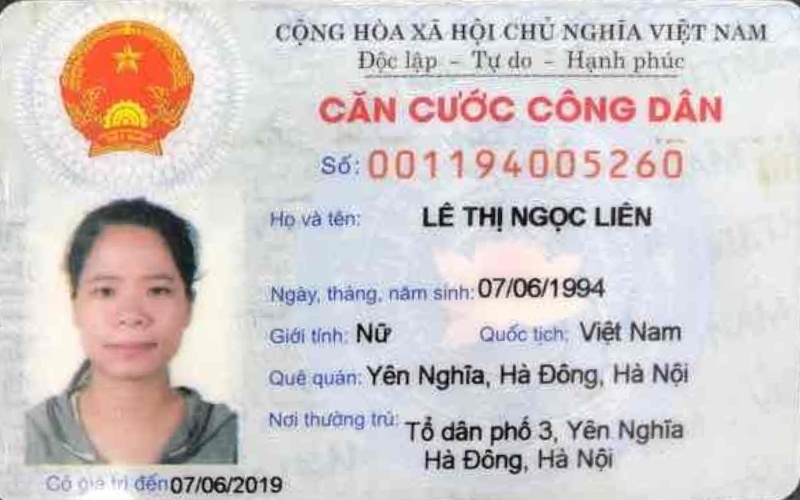 CỘNG HÒA XÃ HỘI CHỦ NGHĨA VIỆT NAM
Độc lập - Tự do - Hạnh phúc
CĂN CƯỚC CÔNG DÂN
Số: 001194005260
Họ và tên: LÊ THỊ NGỌC LIÊN
Ngày, tháng, năm sinh: 07/06/1994
Giới tính: Nữ Quốc tịch: Việt Nam
Quê quán: Yên Nghĩa, Hà Đông, Hà Nội
Nơi thường trú: Tổ dân phố 3, Yên Nghĩa
Hà Đông, Hà Nội
Có giá trị đến 07/06/2019